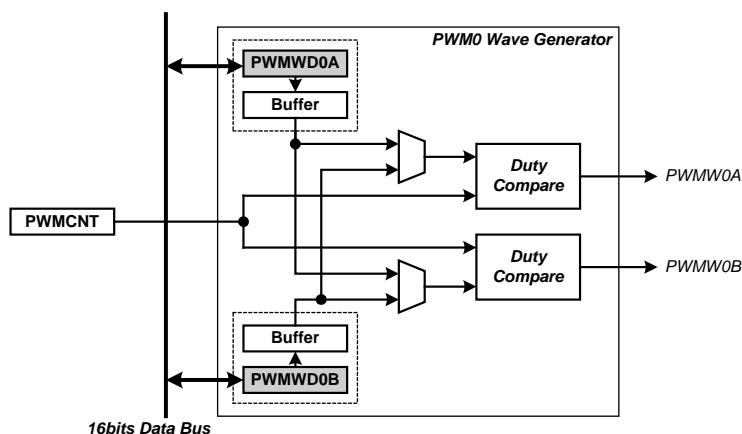 PWM0 Wave Generator
PWMWD0A
Buffer
Duty
Compare
PWMW0A
PWMCNT
Duty
Compare
PWMW0B
Buffer
PWMWD0B
16bits Data Bus